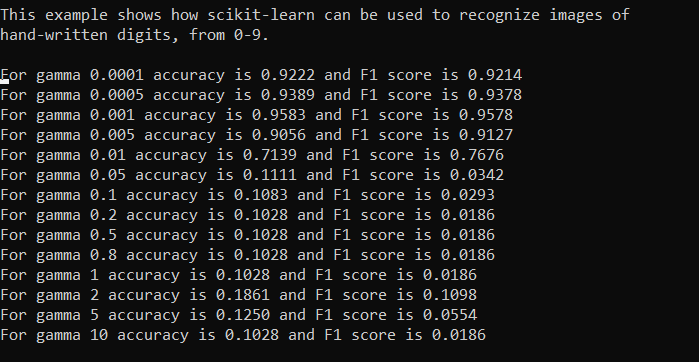 This example shows how scikit-learn can be used to recognize images of
hand-written digits, from 0-9.
For gamma 0.0001 accuracy is 0.9222 and F1 score is 0.9214
For gamma 0.0005 accuracy is 0.9389 and F1 score is 0.9378
For gamma 0.001 accuracy is 0.9583 and F1 score is 0.9578
For gamma 0.005 accuracy is 0.9056 and F1 score is 0.9127
For gamma 0.01 accuracy is 0.7139 and F1 score is 0.7676
For gamma 0.05 accuracy is 0.1111 and F1 score is 0.0342
For gamma 0.1 accuracy is 0.1083 and F1 score is 0.0293
For gamma 0.2 accuracy is 0.1028 and F1 score is 0.0186
For gamma 0.5 accuracy is 0.1028 and F1 score is 0.0186
For gamma 0.8 accuracy is 0.1028 and F1 score is 0.0186
For gamma 1 accuracy is 0.1028 and F1 score is 0.0186
For gamma 2 accuracy is 0.1861 and F1 score is 0.1098
For gamma 5 accuracy is 0.1250 and F1 score is 0.0554
For gamma 10 accuracy is 0.1028 and F1 score is 0.0186